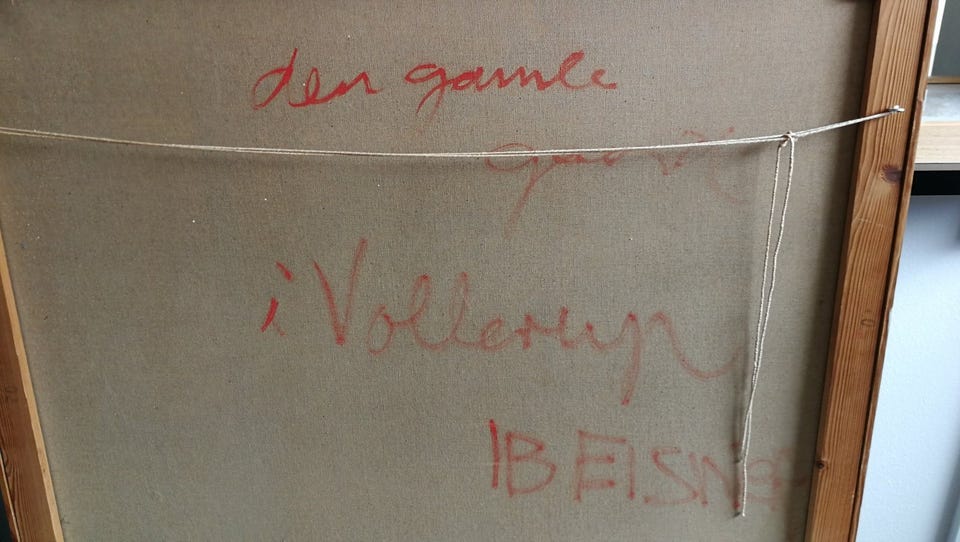 den gamle
i Vollerup
IB EISNER